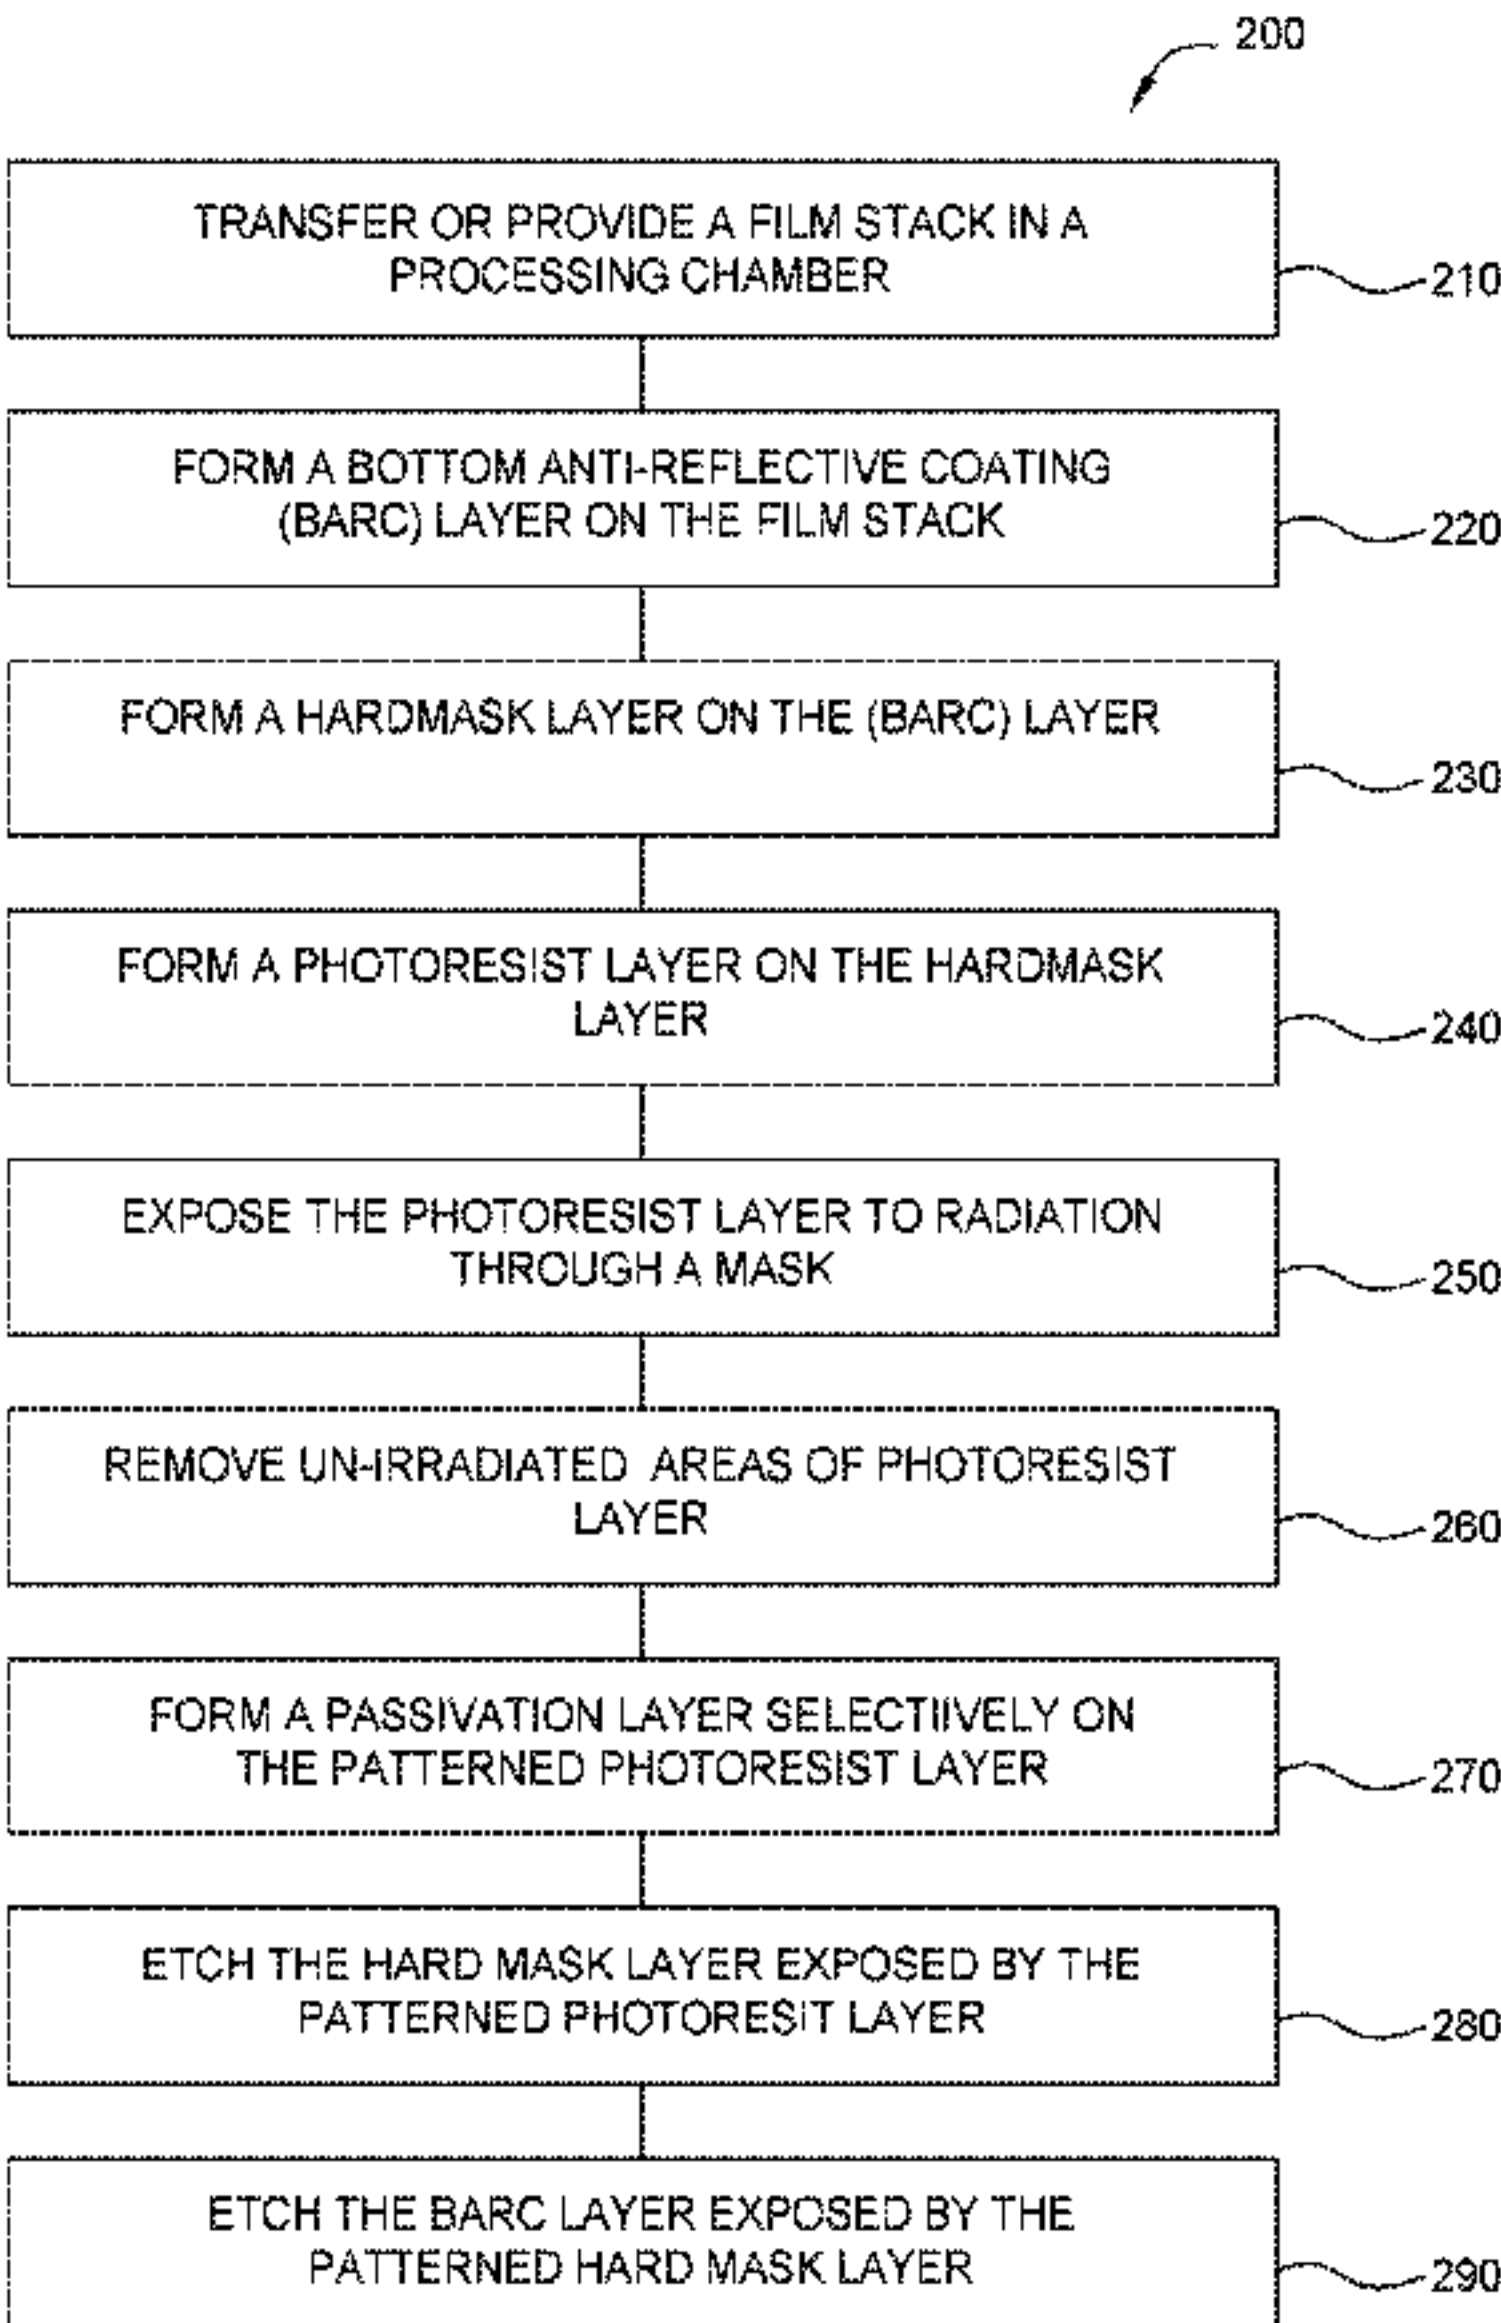 200
TRANSFER OR PROVIDE A FILM STACK IN A
PROCESSING CHAMBER
210
FORM A BOTTOM ANTI-REFLECTIVE COATING
(BARC) LAYER ON THE FILM STACK
220
FORM A HARDMASK LAYER ON THE (BARC) LAYER
230
FORM A PHOTORESIST LAYER ON THE HARDMASK
LAYER
240
EXPOSE THE PHOTORESIST LAYER TO RADIATION
THROUGH A MASK
250
REMOVE UN-IRRADIATED AREAS OF PHOTORESIST
LAYER
260
FORM A PASSIVATION LAYER SELECTIIVELY ON
THE PATTERNED PHOTORESIST LAYER
270
ETCH THE HARD MASK LAYER EXPOSED BY THE
PATTERNED PHOTORESIT LAYER
280
ETCH THE BARC LAYER EXPOSED BY THE
PATTERNED HARD MASK LAYER
290